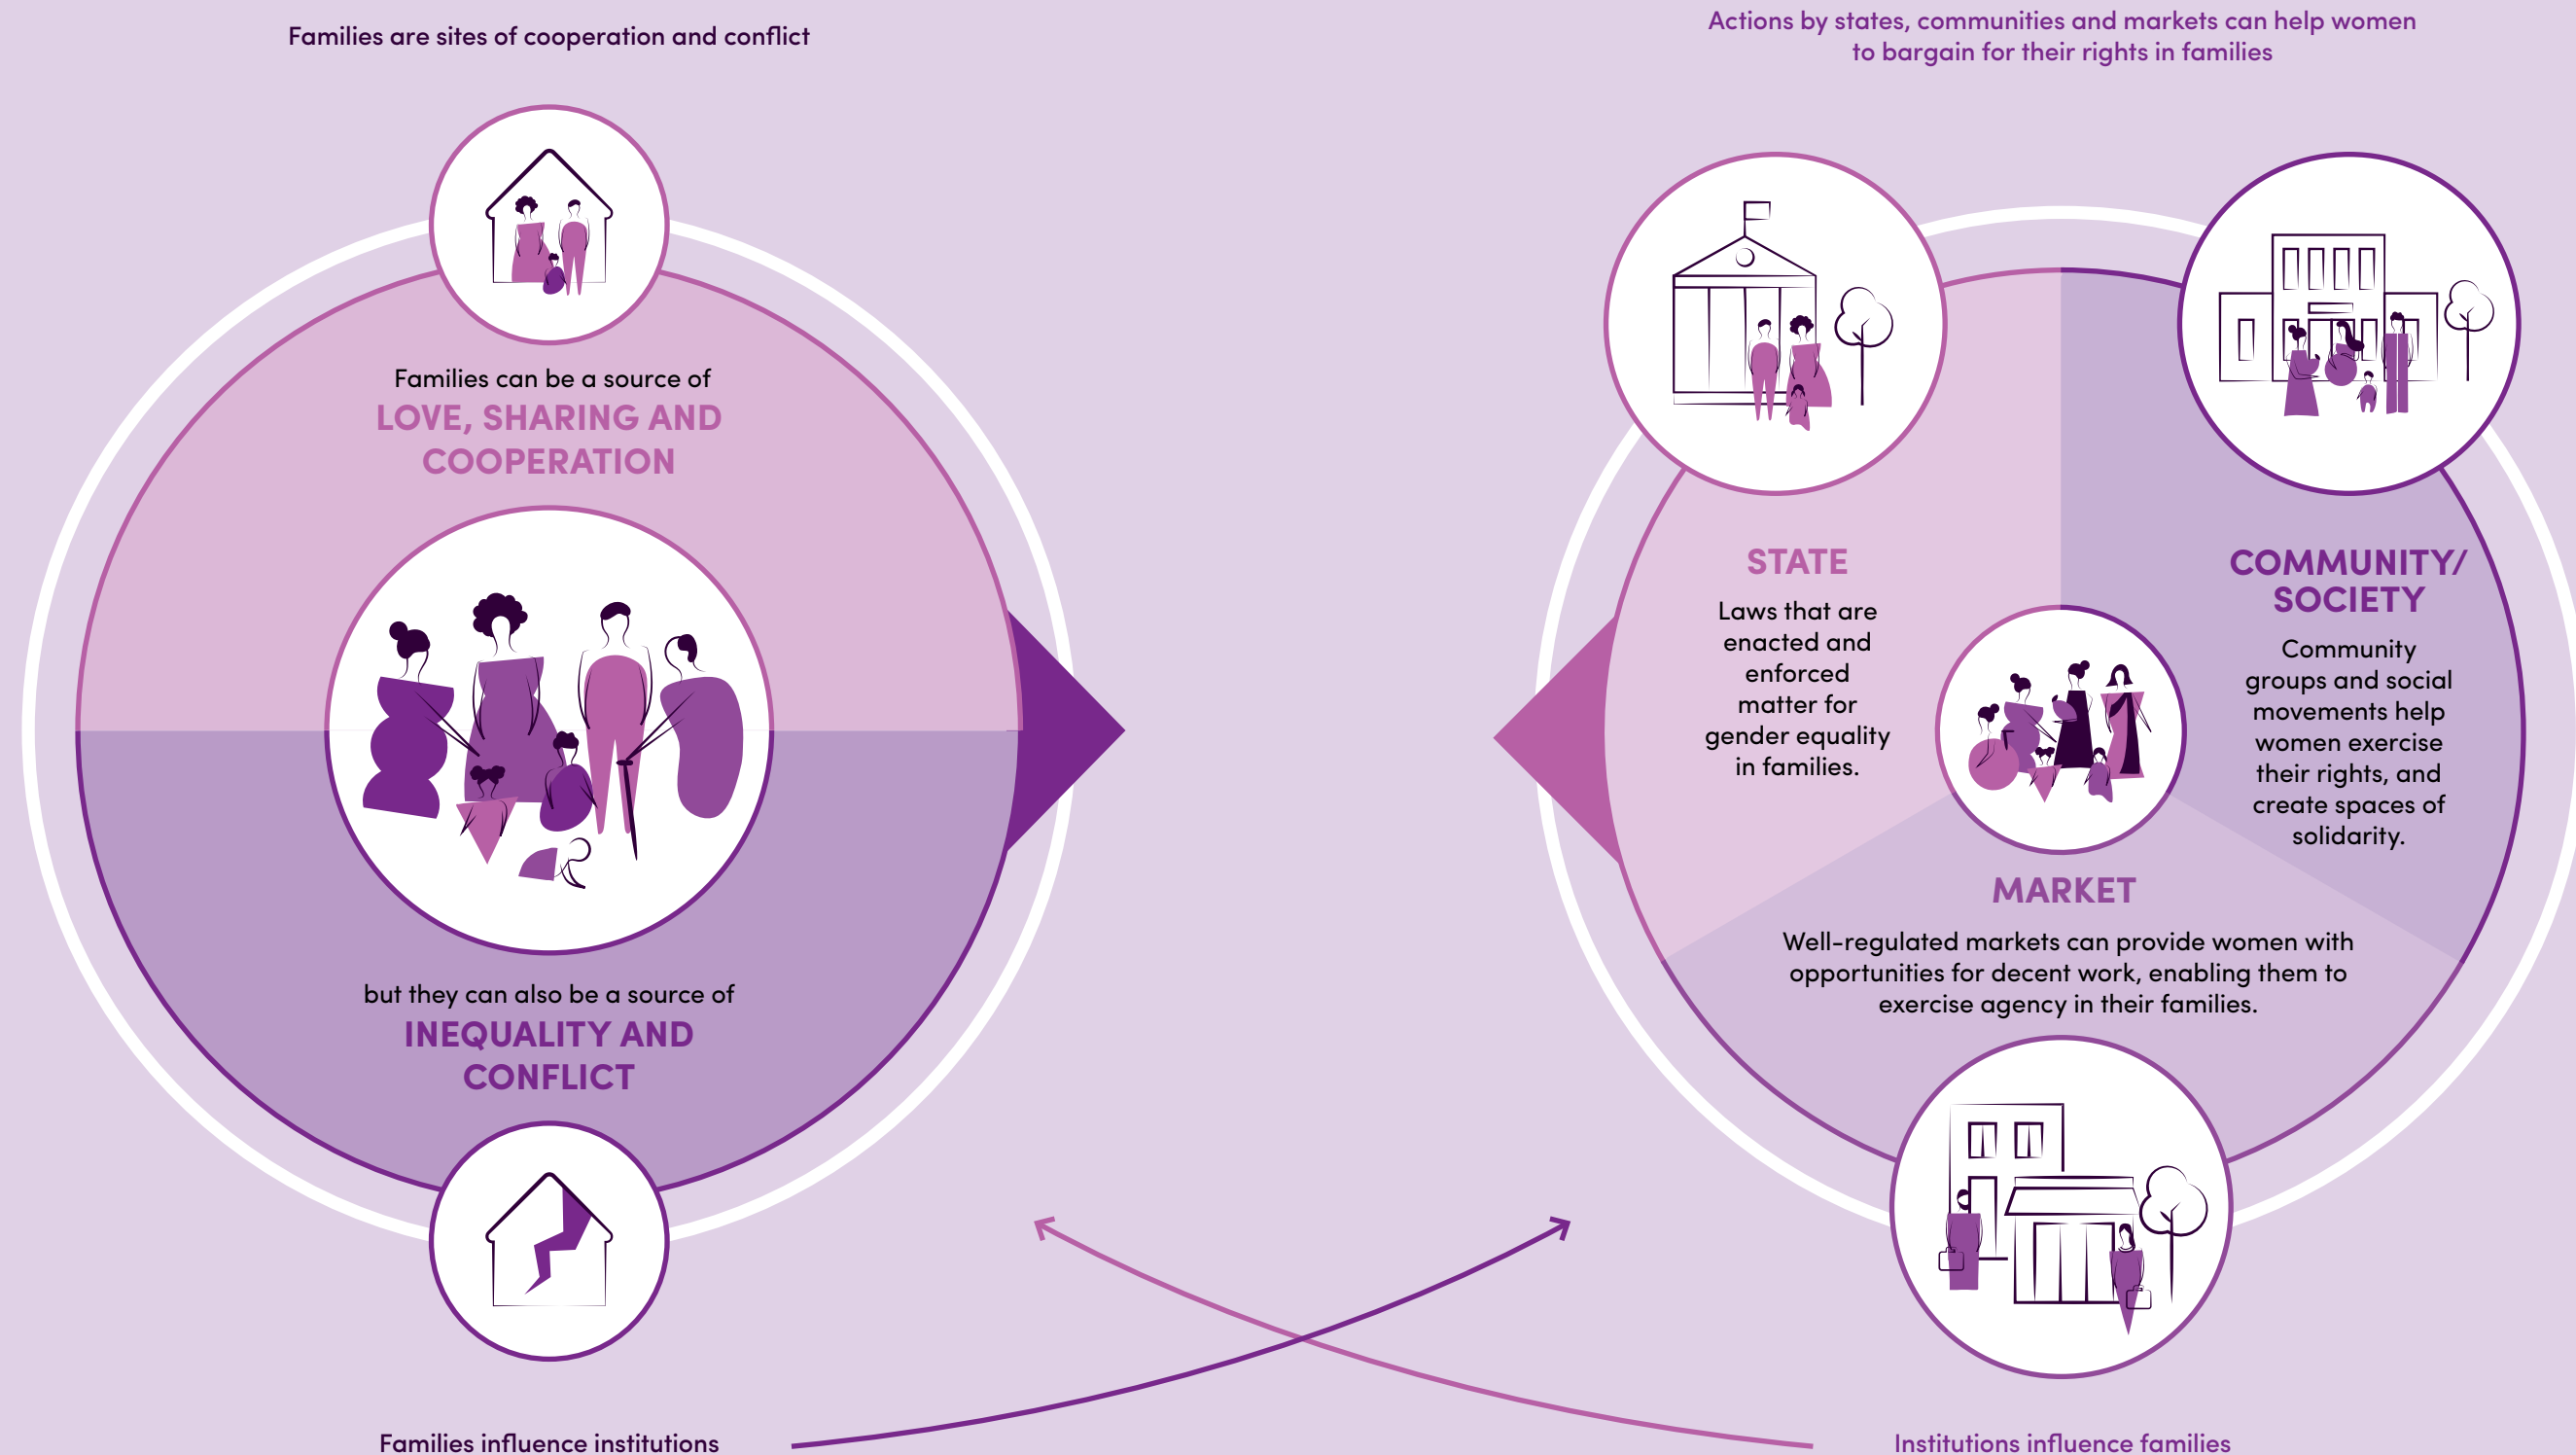 Families are sites of cooperation and conflict
Families can be a source of
LOVE, SHARING AND
COOPERATION
but they can also be a source of
INEQUALITY AND
CONFLICT
Families influence institutions
Actions by states, communities and markets can help women
to bargain for their rights in families
STATE
Laws that are
enacted and
enforced
matter for
gender equality
in families.
COMMUNITY/
SOCIETY
Community
groups and social
movements help
women exercise
their rights, and
create spaces of
solidarity.
MARKET
Well-regulated markets can provide women with
opportunities for decent work, enabling them to
exercise agency in their families.
Institutions influence families